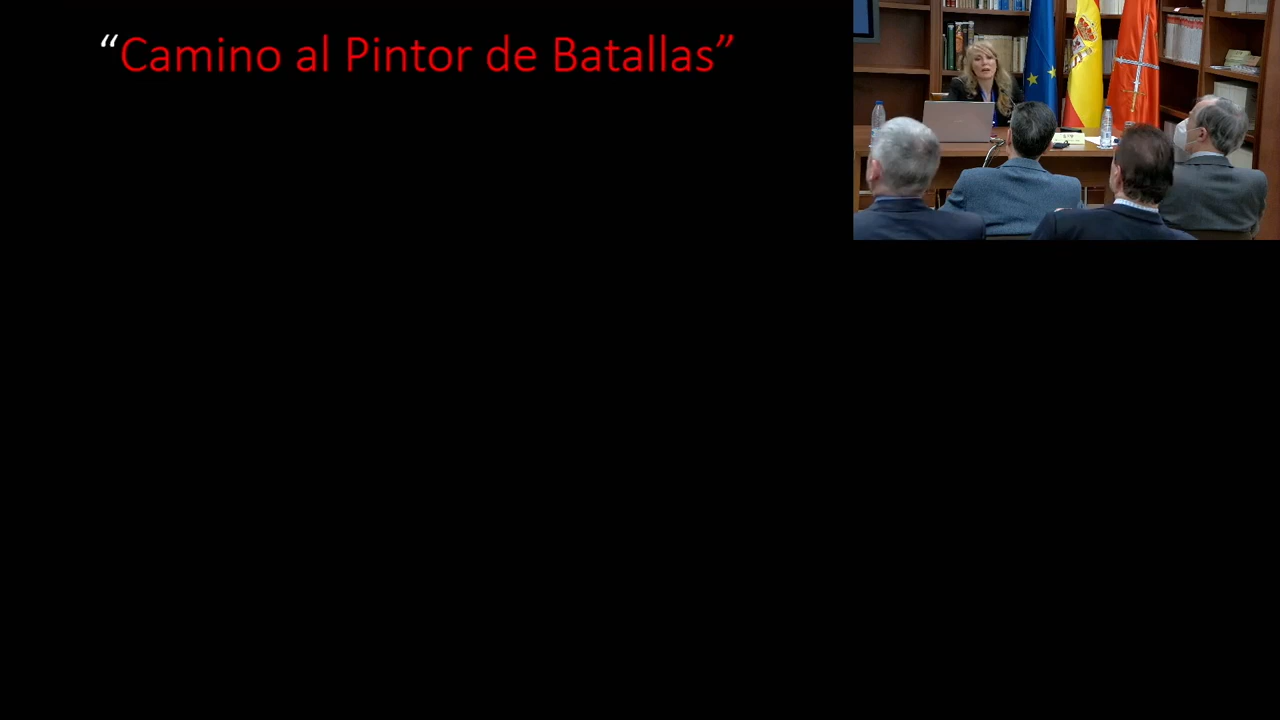 “Camino al Pintor de Batallas”